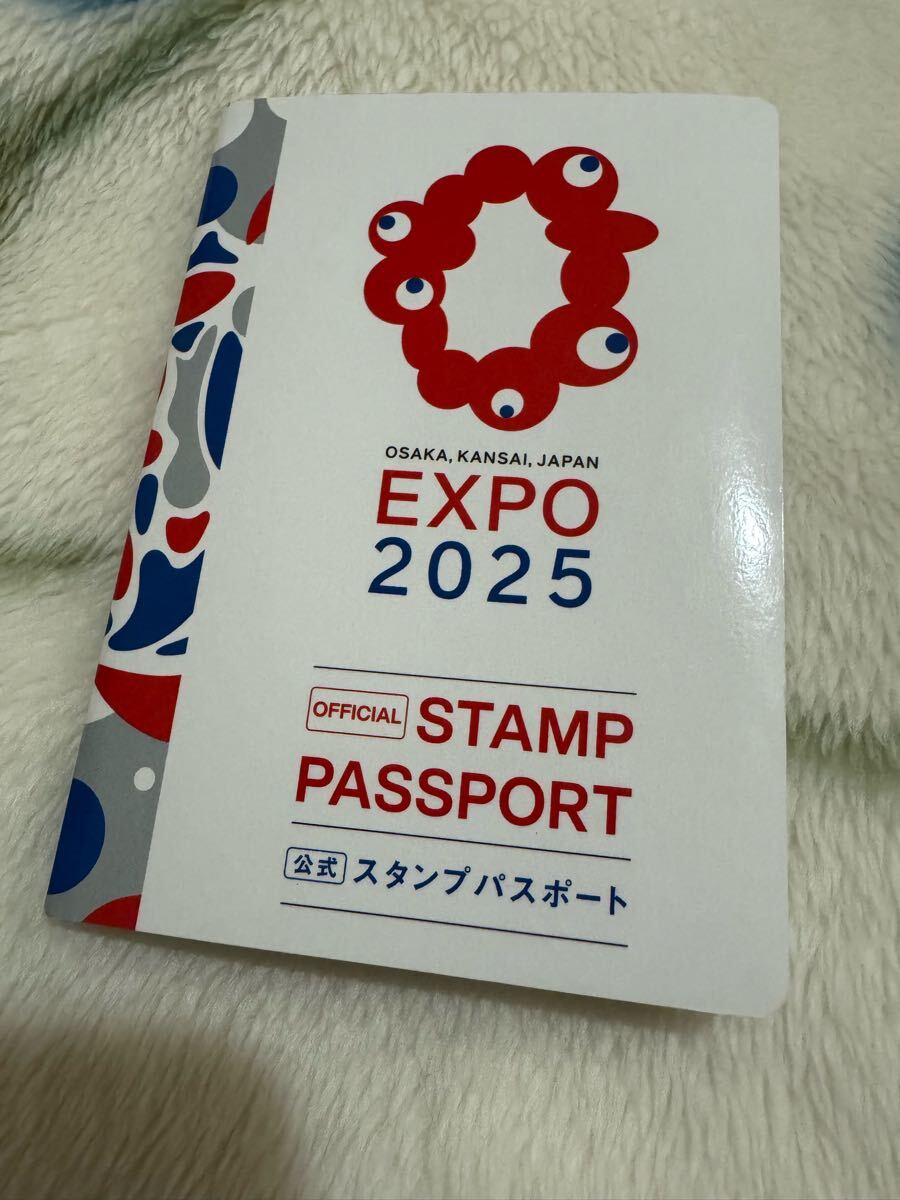 OSAKA, KANSAI, JAPAN
EXPO
2025
OFFICIAL STAMP
PASSPORT
公式 スタンプパスポート